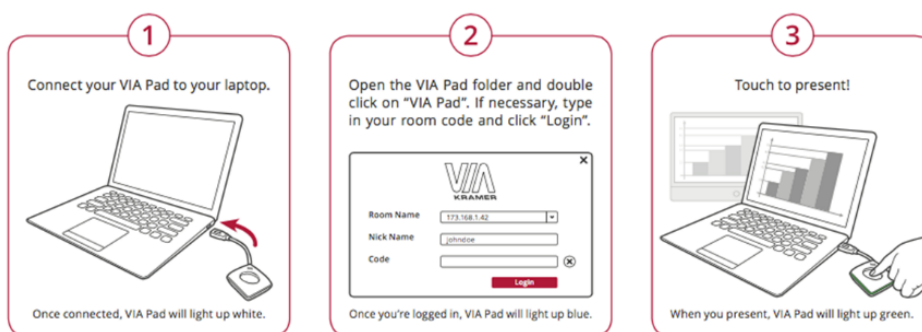 1
Connect your VIA Pad to your laptop.
Once connected, VIA Pad will light up white.
2
Open the VIA Pad folder and double
click on “VIA Pad”. If necessary, type
in your room code and click “Login”.
VIA
KRAMER
Room Name 173.168.1.42
Nick Name johndoe
Code
Login
Once you’re logged in, VIA Pad will light up blue.
3
Touch to present!
When you present, VIA Pad will light up green.